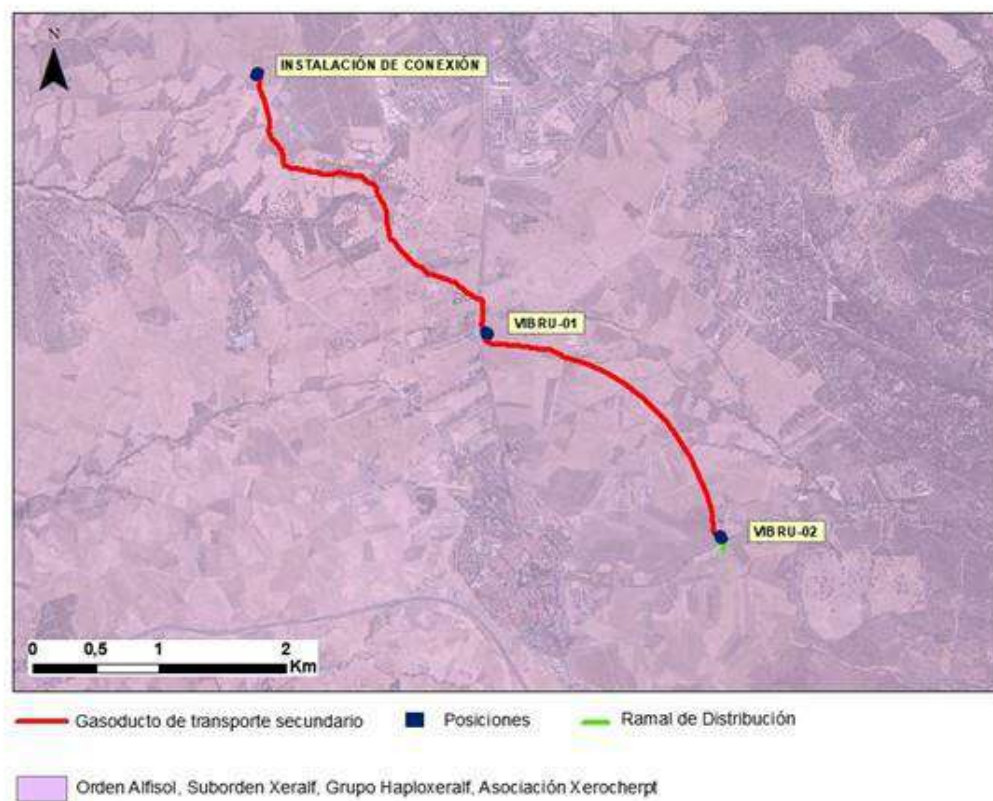 N
INSTALACIÓN DE CONEXIÓN
VIBRU-01
VIBRU-02
0 0,5 1 2
Km
Gasoducto de transporte secundario Posiciones Ramal de Distribución
Orden Alfisol, Suborden Xeralf, Grupo Haploxeralf, Asociación Xerocherpt